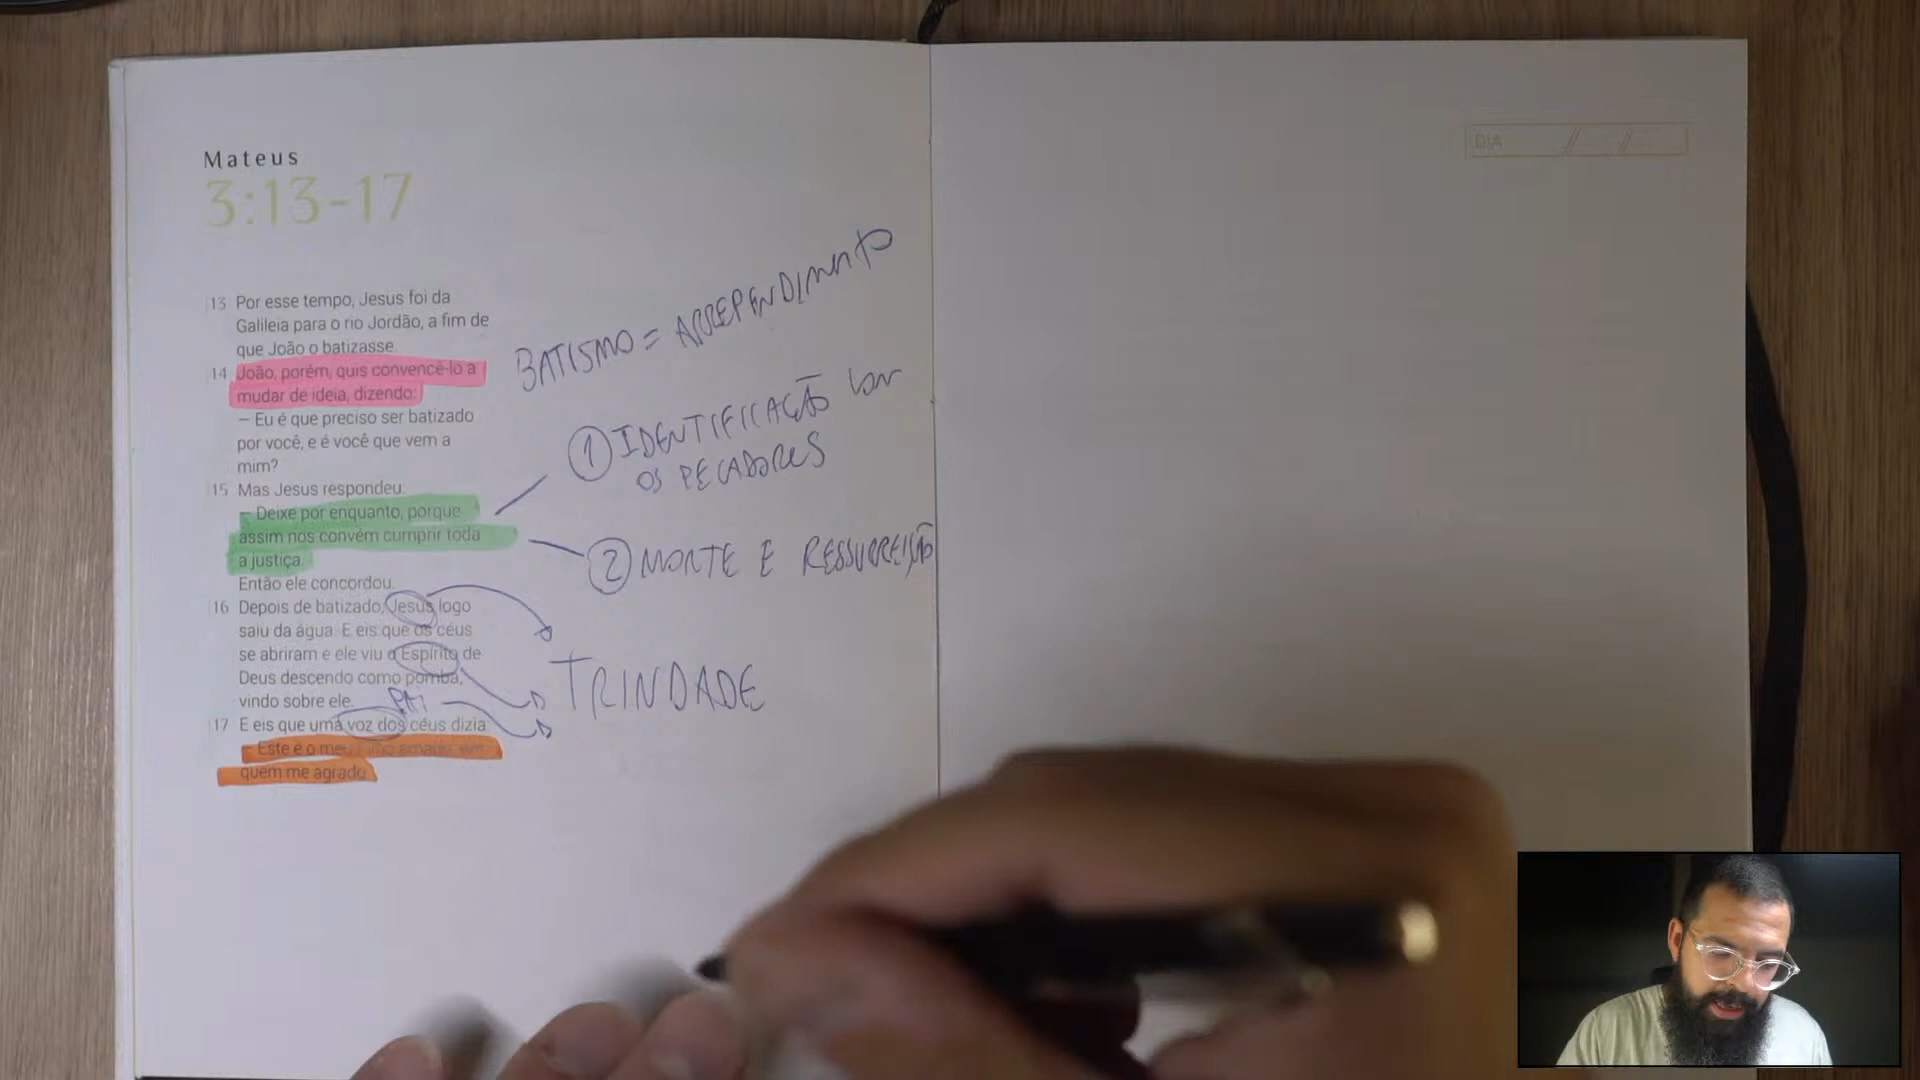 Mateus
3:13-17
13 Por esse tempo, Jesus foi da
Galileia para o rio Jordão, a fim de
que João o batizasse.
14 João, porém, quis convencê-lo a
mudar de ideia, dizendo:
– Eu é que preciso ser batizado
por você, e é você que vem a
mim?
15 Mas Jesus respondeu:
– Deixe por enquanto, porque
assim nos convém cumprir toda
a justiça.
Então ele concordou.
16 Depois de batizado, Jesus logo
saiu da água. E eis que os céus
se abriram e ele viu o Espírito de
Deus descendo como pomba,
vindo sobre ele.
PAI
17 E eis que uma voz dos céus dizia:
– Este é o meu Filho amado, em
quem me agrado.
BATISMO = ARREPENDIMENTO
① IDENTIFICAÇÃO COM
OS PECADORES
② MORTE E RESSURREIÇÃO
TRINDADE
DIA / /